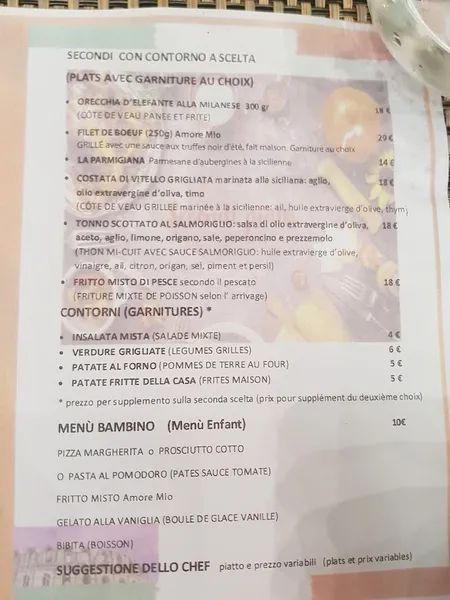 SECONDI CON CONTORNO A SCELTA
(PLATS AVEC GARNITURE AU CHOIX)
• ORECCHIA D'ELEFANTE ALLA MILANESE 300 gr 18 €
(CÔTE DE VEAU PANEE ET FRITE)
• FILET DE BOEUF (250g) Amore Mio 29 €
GRILLÉ avec une sauce aux truffes noir d'été, fait maison. Garniture au choix
• LA PARMIGIANA Parmesane d'aubergines à la sicilienne 14 €
• COSTATA DI VITELLO GRIGLIATA marinata alla siciliana: aglio, 18 €
olio extravergine d'oliva, timo
(CÔTE DE VEAU GRILLEE marinée à la sicilienne: ail, huile extravierge d'olive, thym)
• TONNO SCOTTATO AL SALMORIGLIO: salsa di olio extravergine d'oliva, 18 €
aceto, aglio, limone, origano, sale, peperoncino e prezzemolo
(THON MI-CUIT AVEC SAUCE SALMORIGLIO: huile extravierge d'olive,
vinaigre, ail, citron, origan, sel, piment et persil)
• FRITTO MISTO DI PESCE secondo il pescato 18 €
(FRITURE MIXTE DE POISSON selon l' arrivage)
CONTORNI (GARNITURES) *
• INSALATA MISTA (SALADE MIXTE) 4 €
• VERDURE GRIGLIATE (LEGUMES GRILLES) 6 €
• PATATE AL FORNO (POMMES DE TERRE AU FOUR) 5 €
• PATATE FRITTE DELLA CASA (FRITES MAISON) 5 €
* prezzo per supplemento sulla seconda scelta (prix pour supplément du deuxième choix)
MENÙ BAMBINO (Menù Enfant) 10€
PIZZA MARGHERITA o PROSCIUTTO COTTO
O PASTA AL POMODORO (PATES SAUCE TOMATE)
FRITTO MISTO Amore Mio
GELATO ALLA VANIGLIA (BOULE DE GLACE VANILLE)
BIBITA (BOISSON)
SUGGESTIONE DELLO CHEF piatto e prezzo variabili (plats et prix variables)